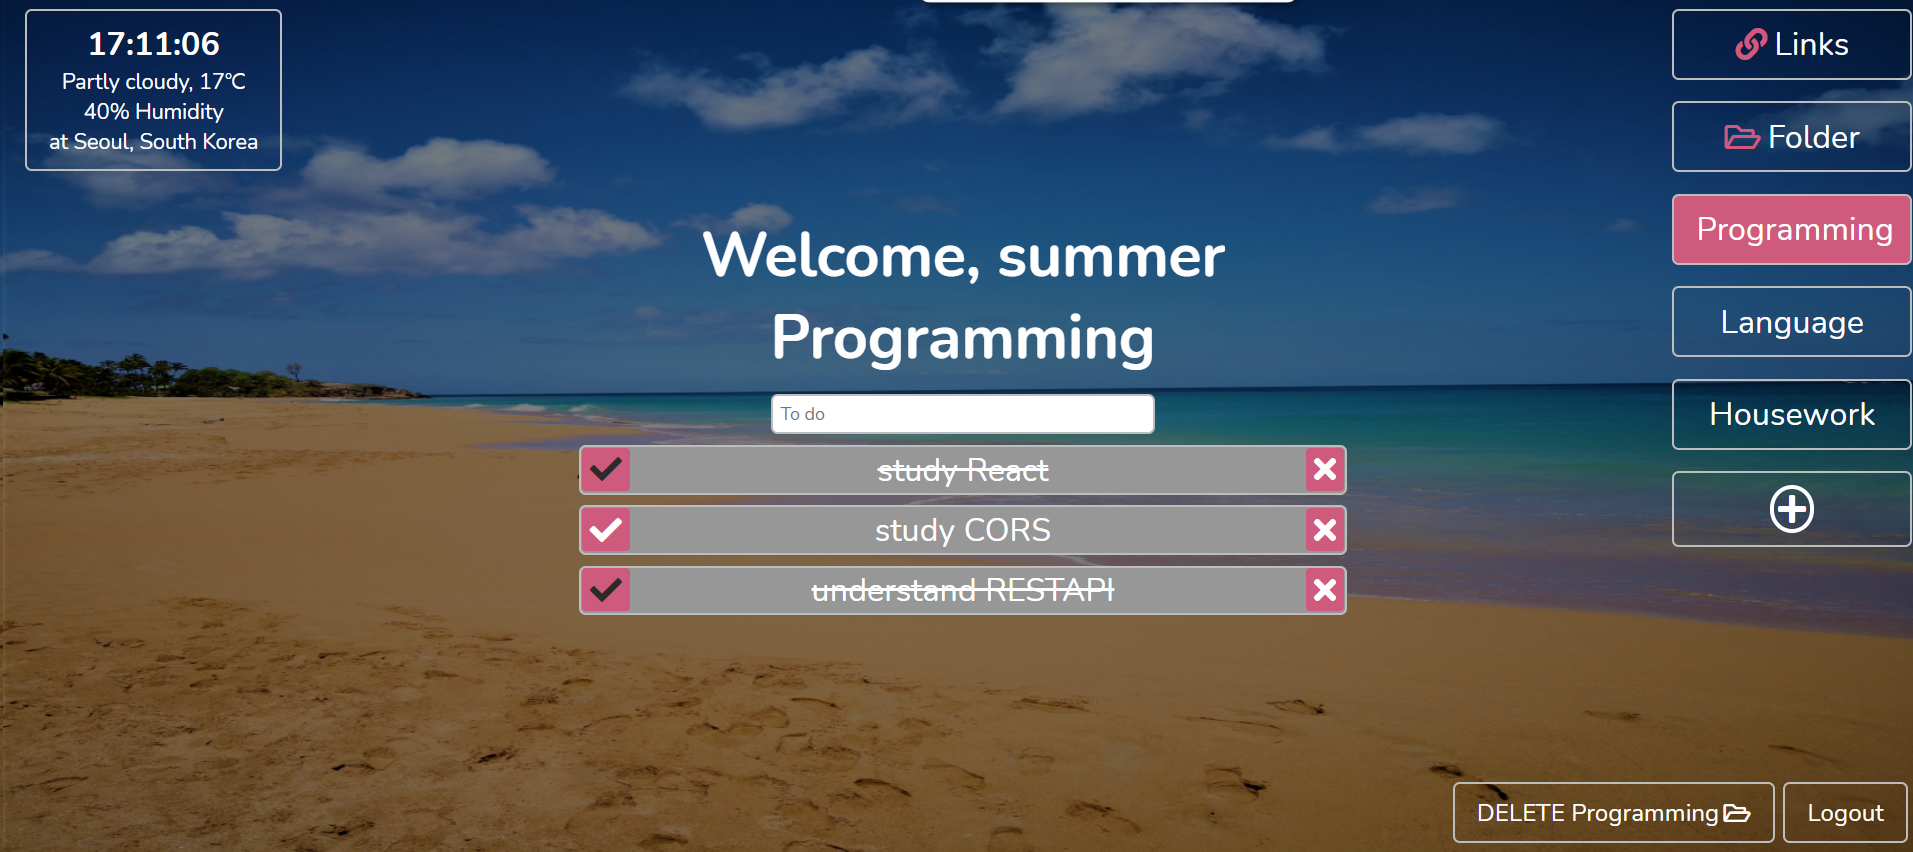 17:11:06
Partly cloudy, 17℃
40% Humidity
at Seoul, South Korea
Links
Folder
Programming
Language
Housework
Welcome, summer
Programming
To do
study React
study CORS
understand RESTAPI
DELETE Programming
Logout